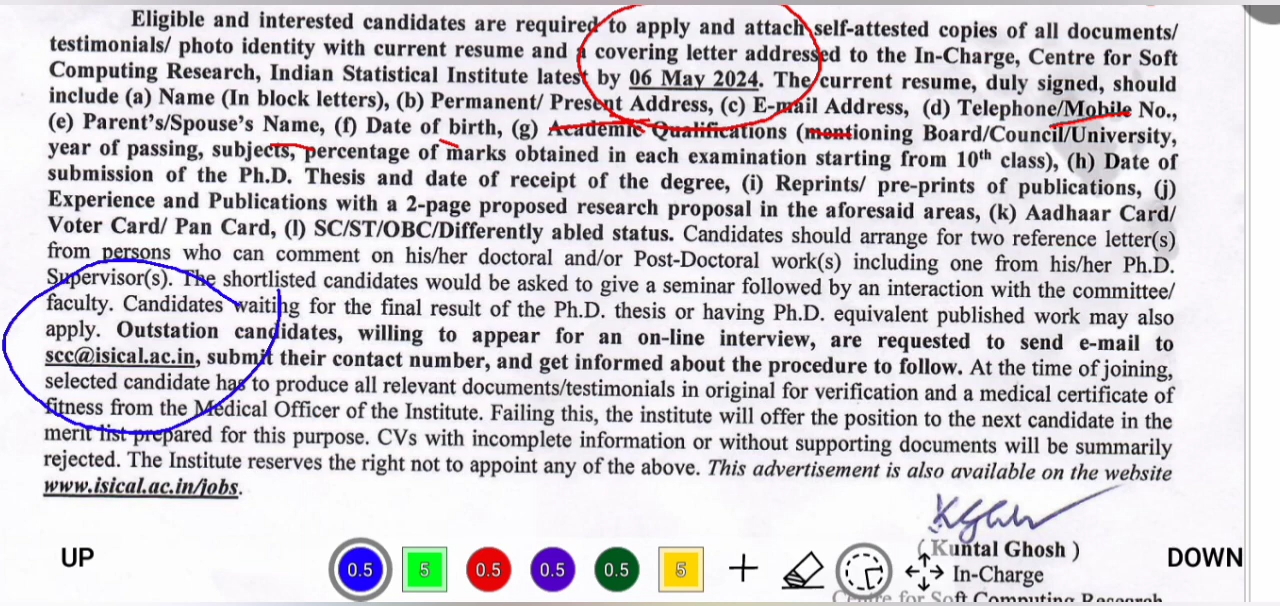 Eligible and interested candidates are required to apply and attach self-attested copies of all documents/
testimonials/ photo identity with current resume and a covering letter addressed to the In-Charge, Centre for Soft
Computing Research, Indian Statistical Institute latest by 06 May 2024. The current resume, duly signed, should
include (a) Name (In block letters), (b) Permanent/ Present Address, (c) E-mail Address, (d) Telephone/Mobile No.,
(e) Parent's/Spouse's Name, (f) Date of birth, (g) Academic Qualifications (mentioning Board/Council/University,
year of passing, subjects, percentage of marks obtained in each examination starting from 10th class), (h) Date of
submission of the Ph.D. Thesis and date of receipt of the degree, (i) Reprints/ pre-prints of publications, (j)
Experience and Publications with a 2-page proposed research proposal in the aforesaid areas, (k) Aadhaar Card/
Voter Card/ Pan Card, (l) SC/ST/OBC/Differently abled status. Candidates should arrange for two reference letter(s)
from persons who can comment on his/her doctoral and/or Post-Doctoral work(s) including one from his/her Ph.D.
Supervisor(s). The shortlisted candidates would be asked to give a seminar followed by an interaction with the committee/
faculty. Candidates waiting for the final result of the Ph.D. thesis or having Ph.D. equivalent published work may also
apply. Outstation candidates, willing to appear for an on-line interview, are requested to send e-mail to
scc@isical.ac.in, submit their contact number, and get informed about the procedure to follow. At the time of joining,
selected candidate has to produce all relevant documents/testimonials in original for verification and a medical certificate of
fitness from the Medical Officer of the Institute. Failing this, the institute will offer the position to the next candidate in the
merit list prepared for this purpose. CVs with incomplete information or without supporting documents will be summarily
rejected. The Institute reserves the right not to appoint any of the above. This advertisement is also available on the website
www.isical.ac.in/jobs.
( Kuntal Ghosh )
In-Charge
Centre for Soft Computing Research
UP
0.5 5 0.5 0.5 0.5 5
DOWN